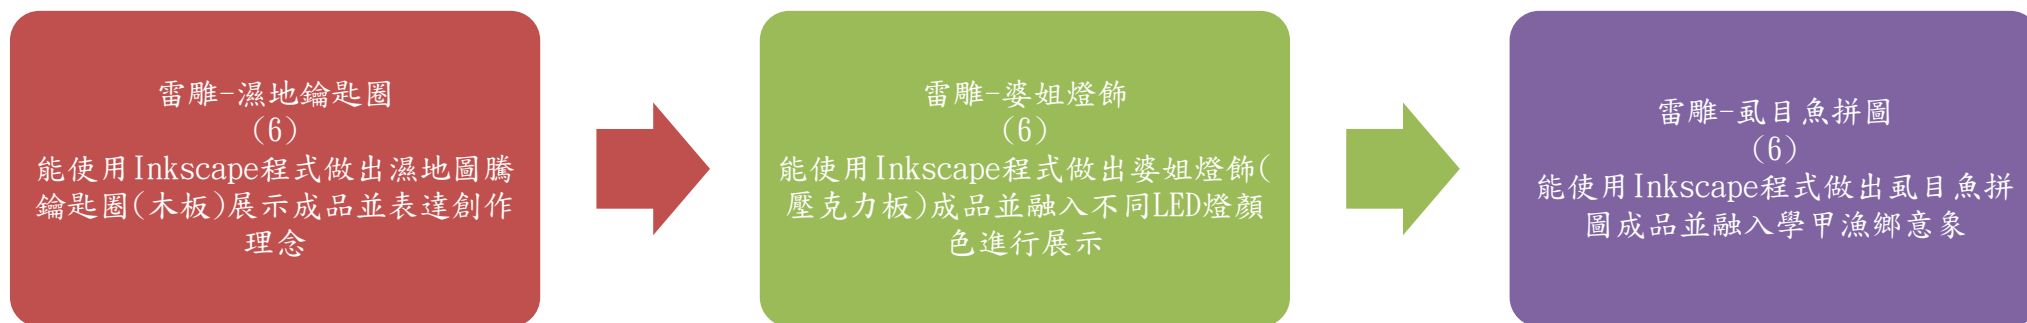 雷雕-濕地鑰匙圈
(6)
能使用Inkscape程式做出濕地圖騰
鑰匙圈(木板)展示成品並表達創作
理念
雷雕-婆姐燈飾
(6)
能使用Inkscape程式做出婆姐燈飾(
壓克力板)成品並融入不同LED燈顏
色進行展示
雷雕-虱目魚拼圖
(6)
能使用Inkscape程式做出虱目魚拼
圖成品並融入學甲漁鄉意象